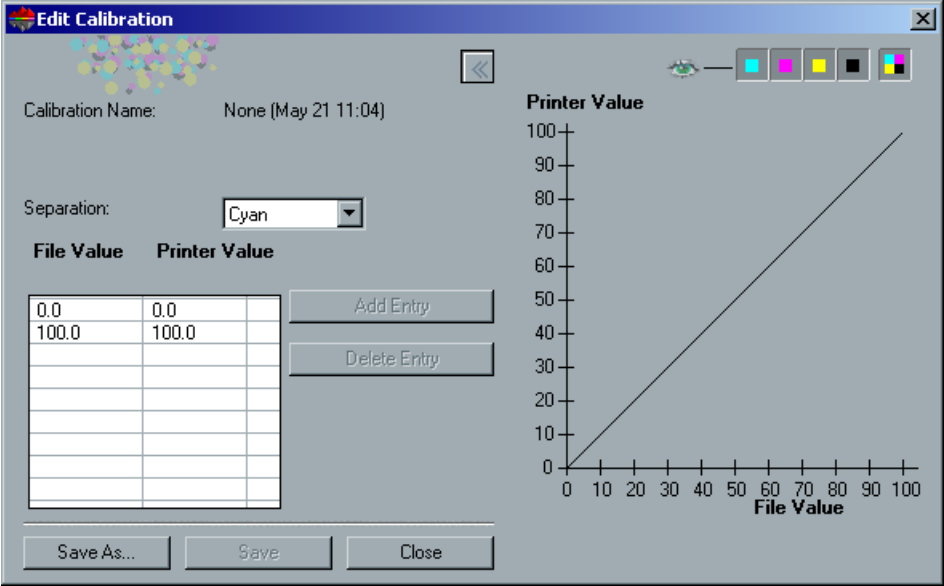 Edit Calibration
Calibration Name: None (May 21 11:04)
Separation: Cyan
File Value Printer Value
0.0 0.0
100.0 100.0
Add Entry
Delete Entry
Save As... Save Close
Printer Value
100
90
80
70
60
50
40
30
20
10
0
0 10 20 30 40 50 60 70 80 90 100
File Value